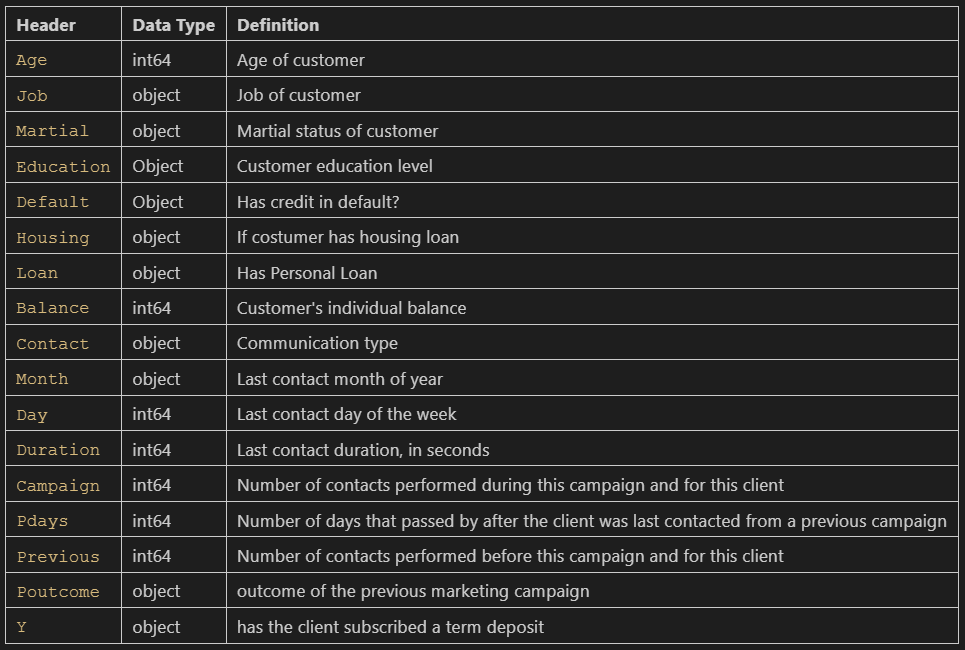 Header Data Type Definition
Age int64 Age of customer
Job object Job of customer
Martial object Martial status of customer
Education Object Customer education level
Default Object Has credit in default?
Housing object If costumer has housing loan
Loan object Has Personal Loan
Balance int64 Customer's individual balance
Contact object Communication type
Month object Last contact month of year
Day int64 Last contact day of the week
Duration int64 Last contact duration, in seconds
Campaign int64 Number of contacts performed during this campaign and for this client
Pdays int64 Number of days that passed by after the client was last contacted from a previous campaign
Previous int64 Number of contacts performed before this campaign and for this client
Poutcome object outcome of the previous marketing campaign
Y object has the client subscribed a term deposit